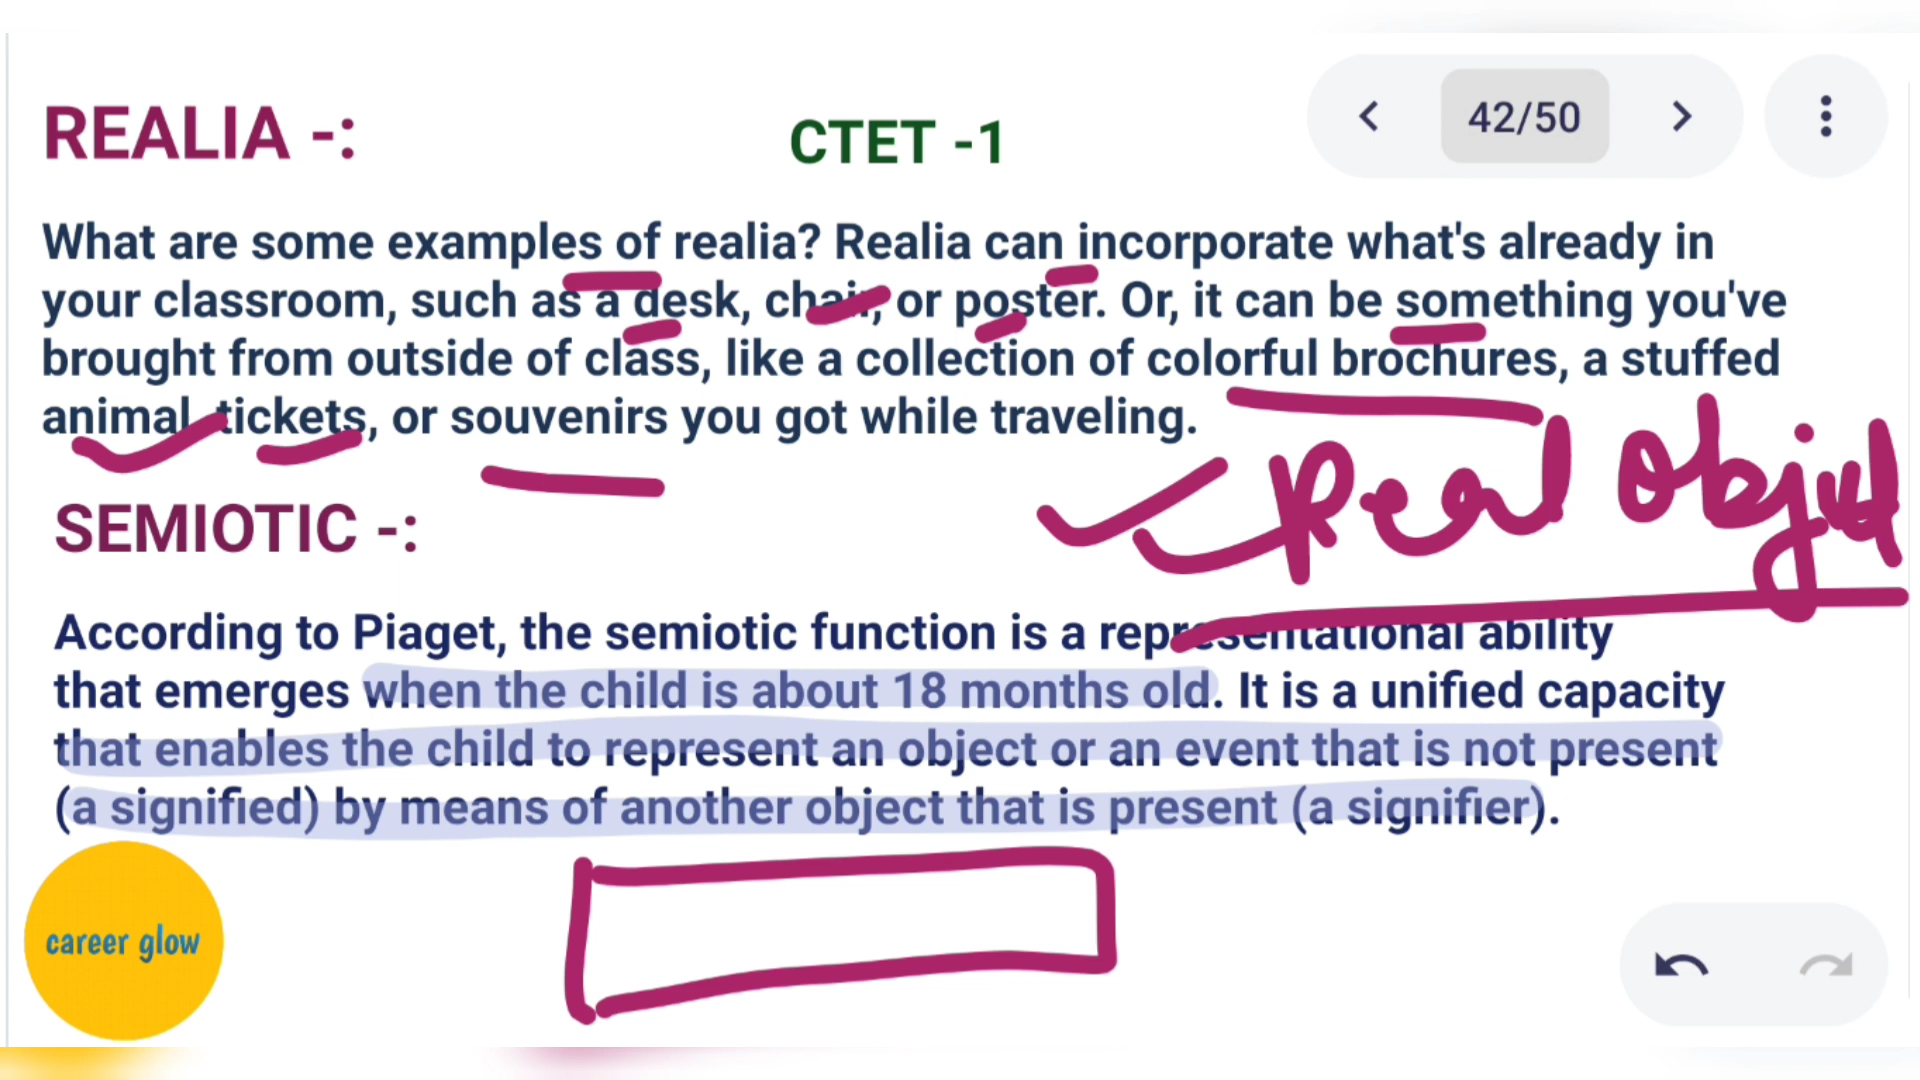 REALIA -:
CTET -1
42/50
What are some examples of realia? Realia can incorporate what's already in
your classroom, such as a desk, chair, or poster. Or, it can be something you've
brought from outside of class, like a collection of colorful brochures, a stuffed
animal, tickets, or souvenirs you got while traveling.
Real
SEMIOTIC -:
According to Piaget, the semiotic function is a representational ability
that emerges when the child is about 18 months old. It is a unified capacity
that enables the child to represent an object or an event that is not present
(a signified) by means of another object that is present (a signifier).
career glow